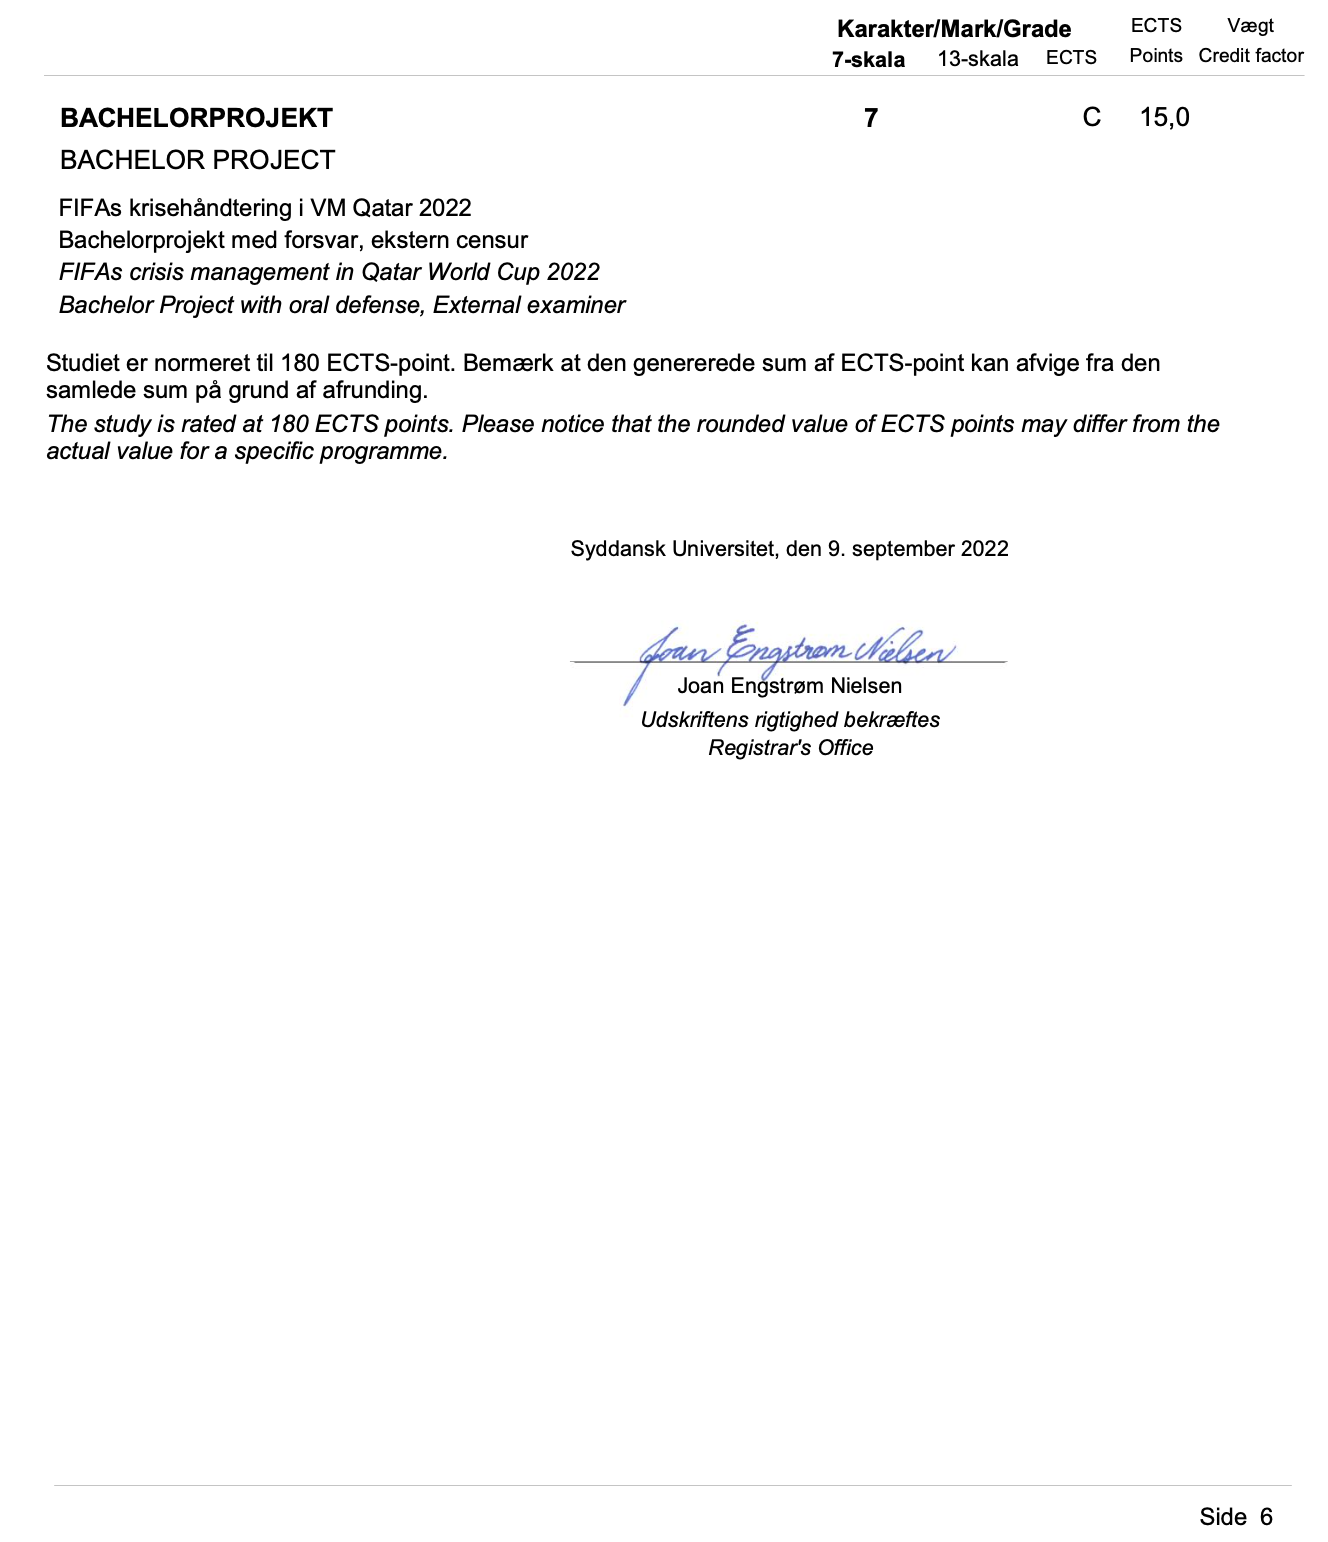 Karakter/Mark/Grade ECTS Vægt
7-skala 13-skala ECTS Points Credit factor
BACHELORPROJEKT 7 C 15,0
BACHELOR PROJECT
FIFAs krisehåndtering i VM Qatar 2022
Bachelorprojekt med forsvar, ekstern censur
FIFAs crisis management in Qatar World Cup 2022
Bachelor Project with oral defense, External examiner
Studiet er normeret til 180 ECTS-point. Bemærk at den genererede sum af ECTS-point kan afvige fra den
samlede sum på grund af afrunding.
The study is rated at 180 ECTS points. Please notice that the rounded value of ECTS points may differ from the
actual value for a specific programme.
Syddansk Universitet, den 9. september 2022
Joan Engstrøm Nielsen
Joan Engstrøm Nielsen
Udskriftens rigtighed bekræftes
Registrar's Office
Side 6